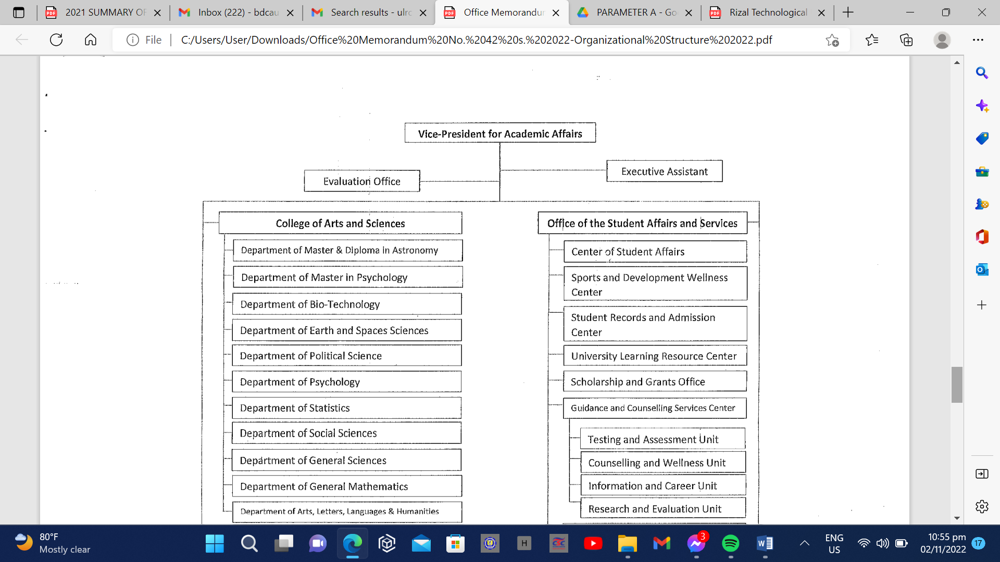 2021 SUMMARY OF
Inbox (222) - bdcau
Search results - ulrc
Office Memorandum
PARAMETER A - Go
Rizal Technological
File
C:/Users/User/Downloads/Office%20Memorandum%20No.%2042%20s.%202022-Organizational%20Structure%202022.pdf
Vice-President for Academic Affairs
Executive Assistant
Evaluation Office
College of Arts and Sciences
Department of Master & Diploma in Astronomy
Department of Master in Psychology
Department of Bio-Technology
Department of Earth and Spaces Sciences
Department of Political Science
Department of Psychology
Department of Statistics
Department of Social Sciences
Department of General Sciences
Department of General Mathematics
Department of Arts, Letters, Languages & Humanities
Office of the Student Affairs and Services
Center of Student Affairs
Sports and Development Wellness
Center
Student Records and Admission
Center
University Learning Resource Center
Scholarship and Grants Office
Guidance and Counselling Services Center
Testing and Assessment Unit
Counselling and Wellness Unit
Information and Career Unit
Research and Evaluation Unit
80°F
Mostly clear
H
CSC
3
ENG
US
10:55 pm
02/11/2022
17